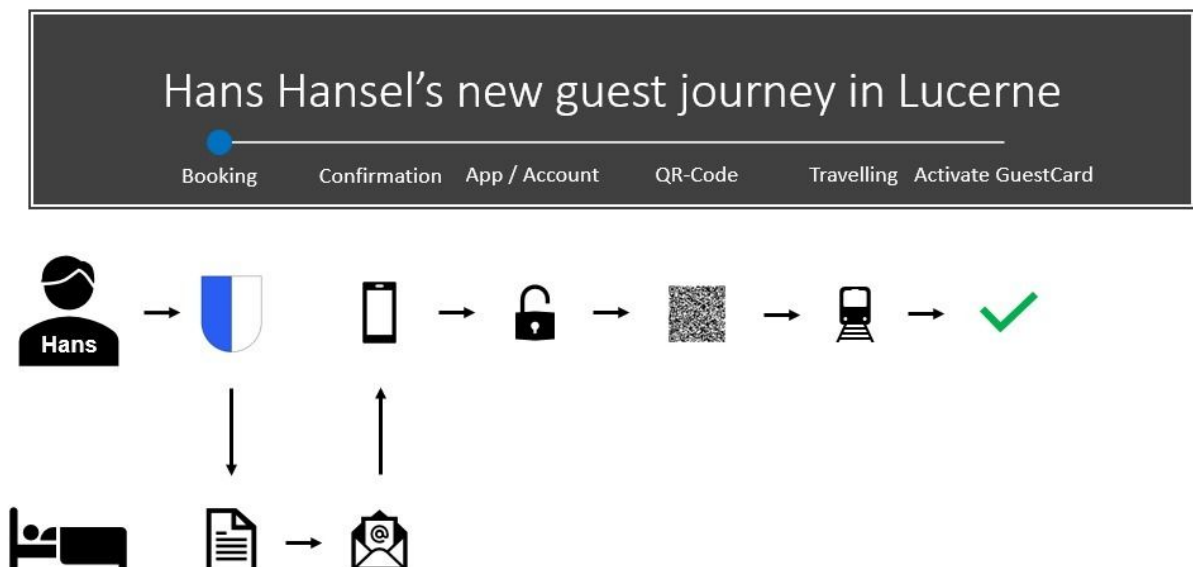 Hans Hansel's new guest journey in Lucerne
Booking Confirmation App / Account QR-Code Travelling Activate GuestCard
Hans
@